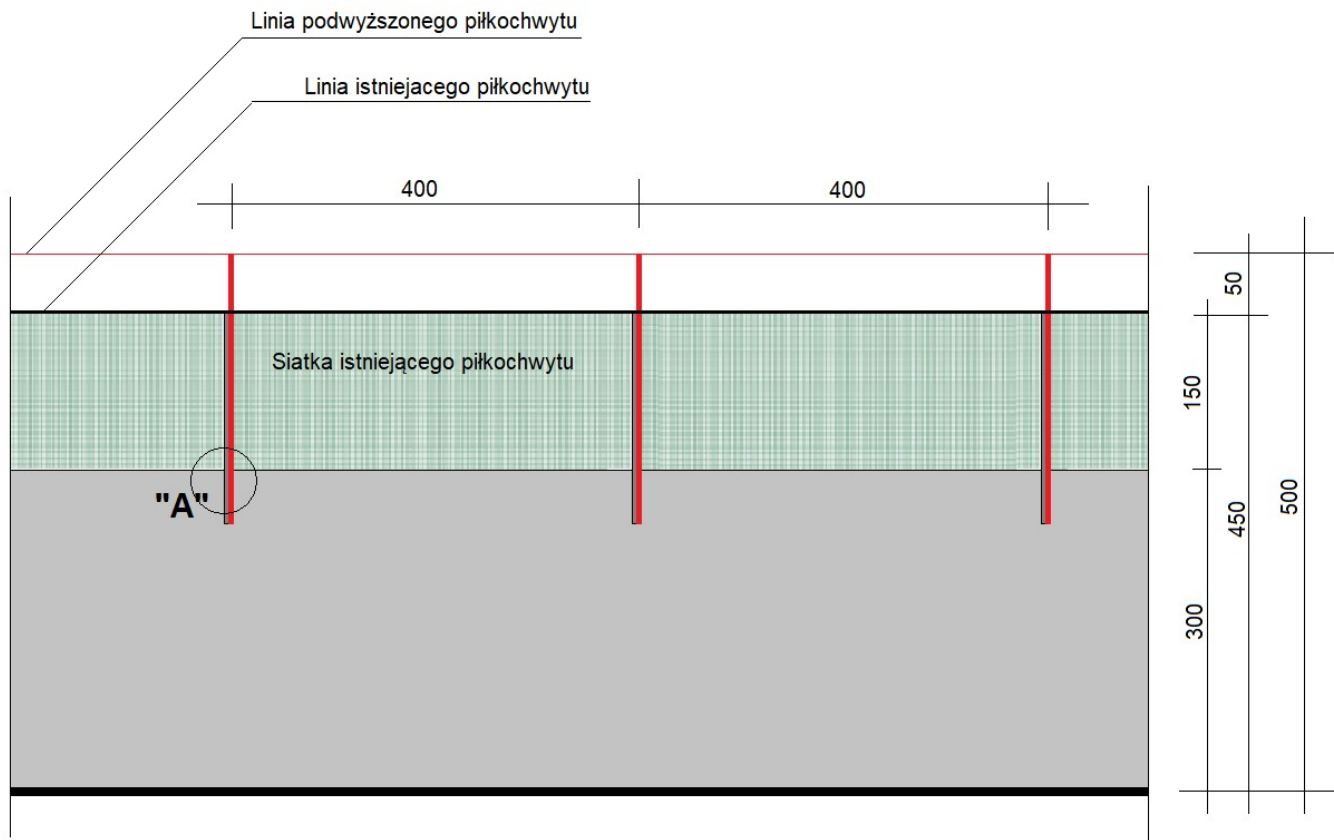 Linia podwyższonego piłkochwytu
Linia istniejacego piłkochwytu
400
400
50
Siatka istniejącego piłkochwytu
150
"A"
450
500
300